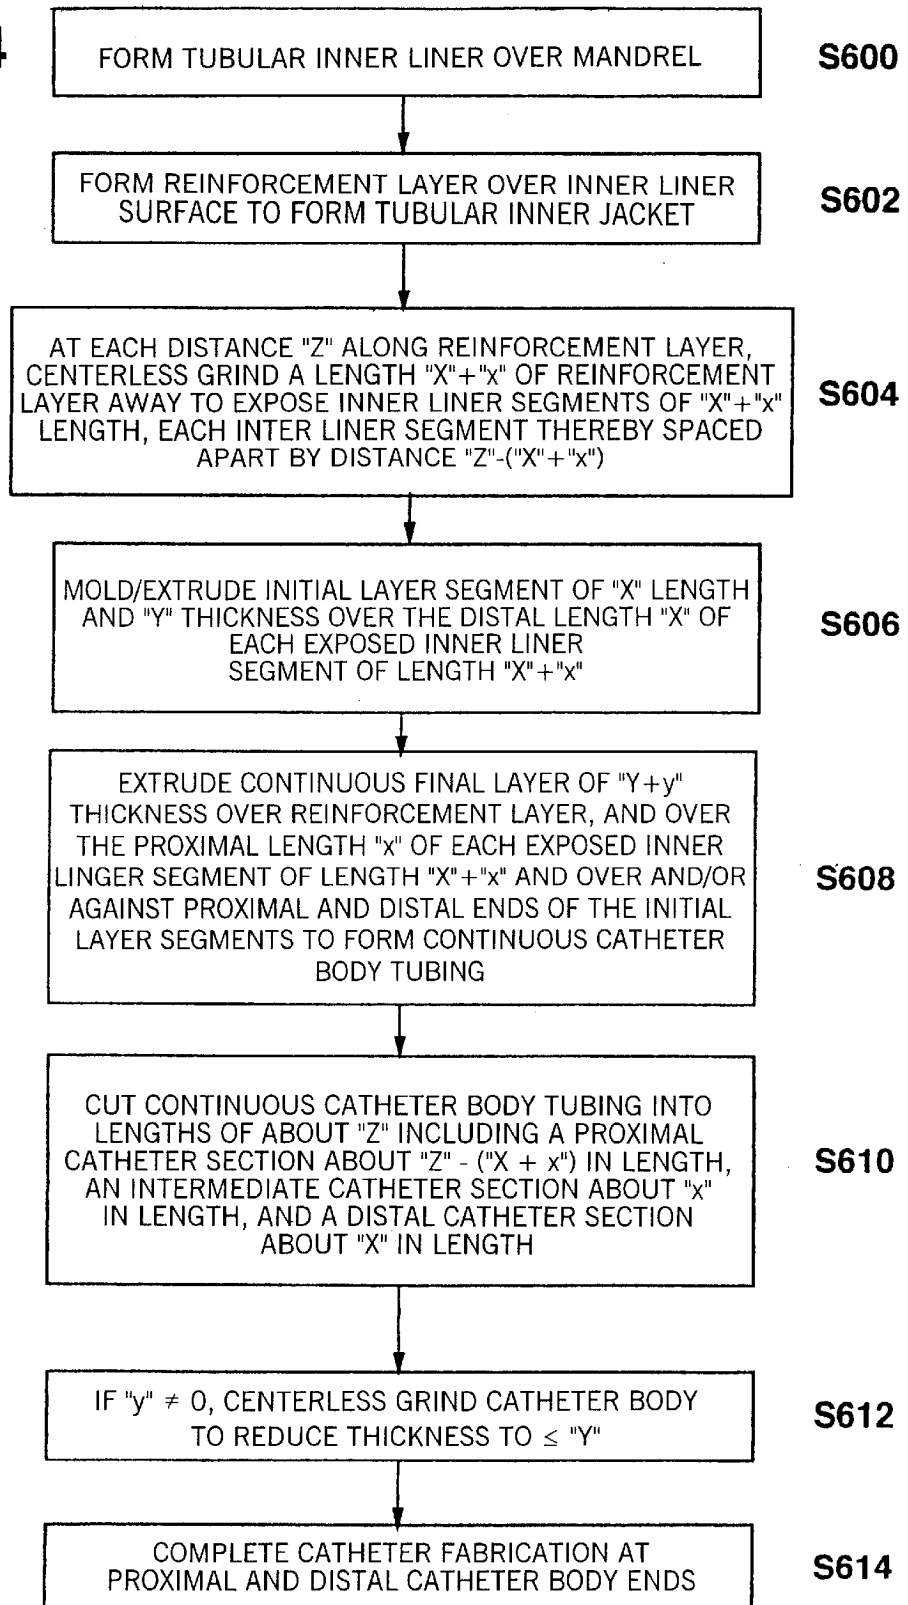 4
FORM TUBULAR INNER LINER OVER MANDREL
S600
FORM REINFORCEMENT LAYER OVER INNER LINER
SURFACE TO FORM TUBULAR INNER JACKET
S602
AT EACH DISTANCE "Z" ALONG REINFORCEMENT LAYER,
CENTERLESS GRIND A LENGTH "X"+"x" OF REINFORCEMENT
LAYER AWAY TO EXPOSE INNER LINER SEGMENTS OF "X"+"x"
LENGTH, EACH INTER LINER SEGMENT THEREBY SPACED
APART BY DISTANCE "Z"-("X"+"x")
S604
MOLD/EXTRUDE INITIAL LAYER SEGMENT OF "X" LENGTH
AND "Y" THICKNESS OVER THE DISTAL LENGTH "X" OF
EACH EXPOSED INNER LINER
SEGMENT OF LENGTH "X"+"x"
S606
EXTRUDE CONTINUOUS FINAL LAYER OF "Y+y"
THICKNESS OVER REINFORCEMENT LAYER, AND OVER
THE PROXIMAL LENGTH "x" OF EACH EXPOSED INNER
LINGER SEGMENT OF LENGTH "X"+"x" AND OVER AND/OR
AGAINST PROXIMAL AND DISTAL ENDS OF THE INITIAL
LAYER SEGMENTS TO FORM CONTINUOUS CATHETER
BODY TUBING
S608
CUT CONTINUOUS CATHETER BODY TUBING INTO
LENGTHS OF ABOUT "Z" INCLUDING A PROXIMAL
CATHETER SECTION ABOUT "Z" - ("X + x") IN LENGTH,
AN INTERMEDIATE CATHETER SECTION ABOUT "x"
IN LENGTH, AND A DISTAL CATHETER SECTION
ABOUT "X" IN LENGTH
S610
IF "y" ≠ 0, CENTERLESS GRIND CATHETER BODY
TO REDUCE THICKNESS TO ≤ "Y"
S612
COMPLETE CATHETER FABRICATION AT
PROXIMAL AND DISTAL CATHETER BODY ENDS
S614